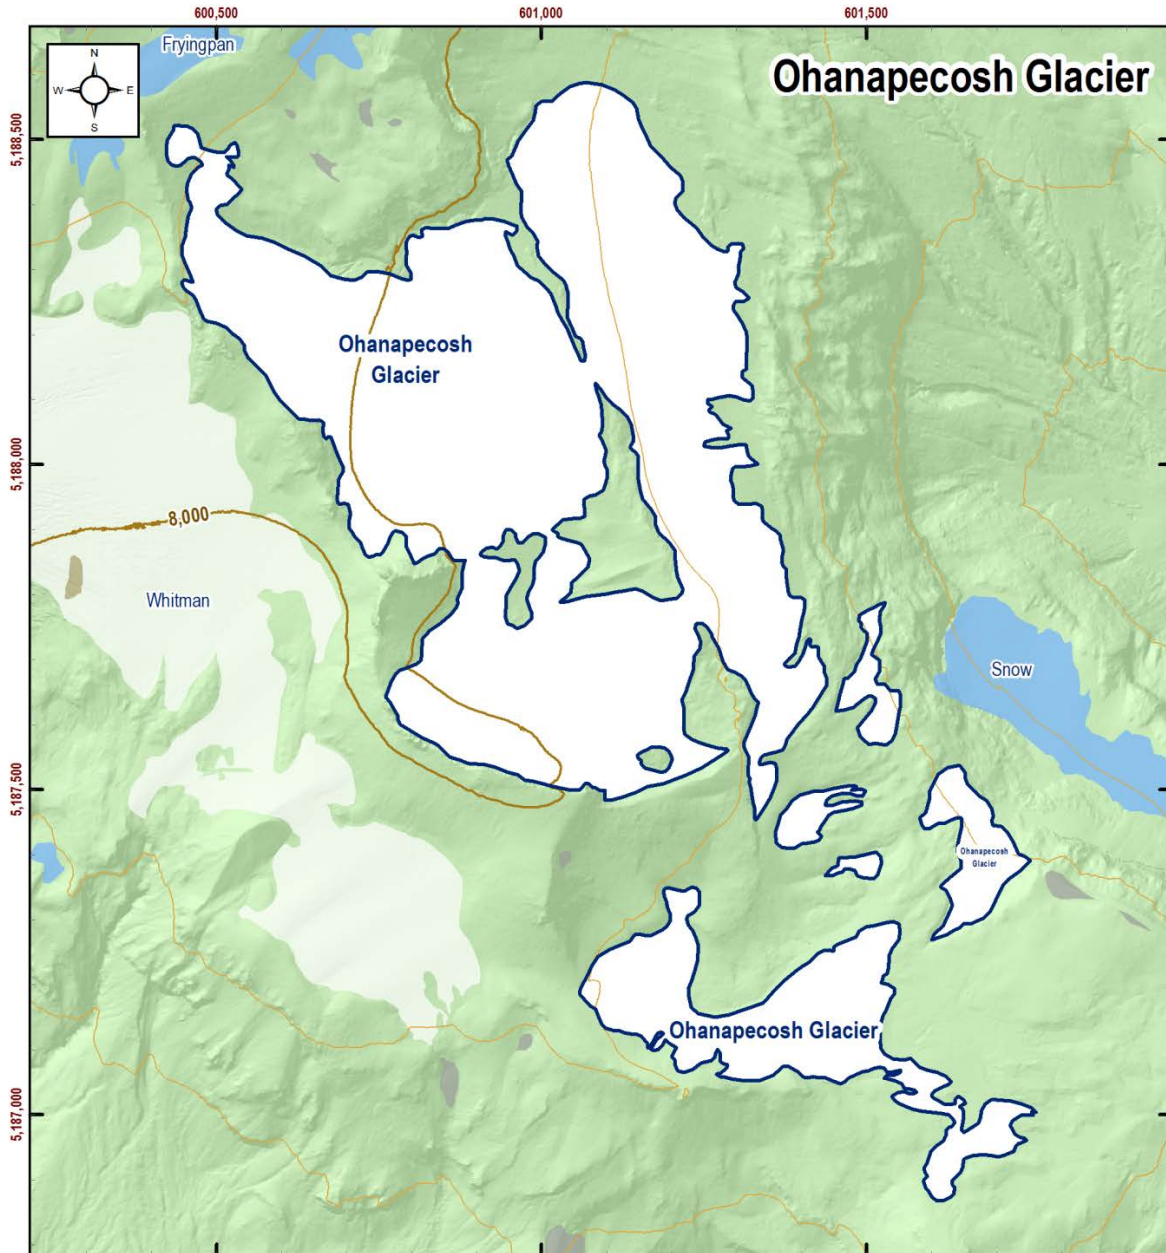 600,500
601,000
601,500
Fryingpan
Ohanapecosh Glacier
N
W
E
S
5,188,500
Ohanapecosh
Glacier
5,188,000
8,000
Whitman
Snow
5,187,500
Ohanapecosh
Glacier
Ohanapecosh Glacier
5,187,000